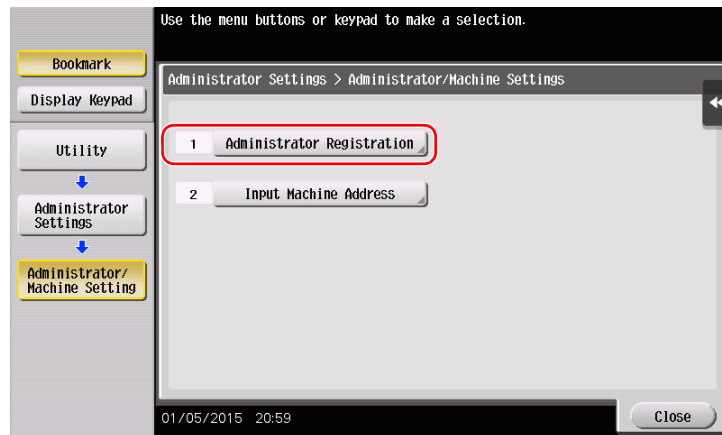 Use the menu buttons or keypad to make a selection.
Bookmark
Display Keypad
Utility
Administrator
Settings
Administrator/
Machine Setting
Administrator Settings > Administrator/Machine Settings
1 Administrator Registration
2 Input Machine Address
01/05/2015 20:59
Close